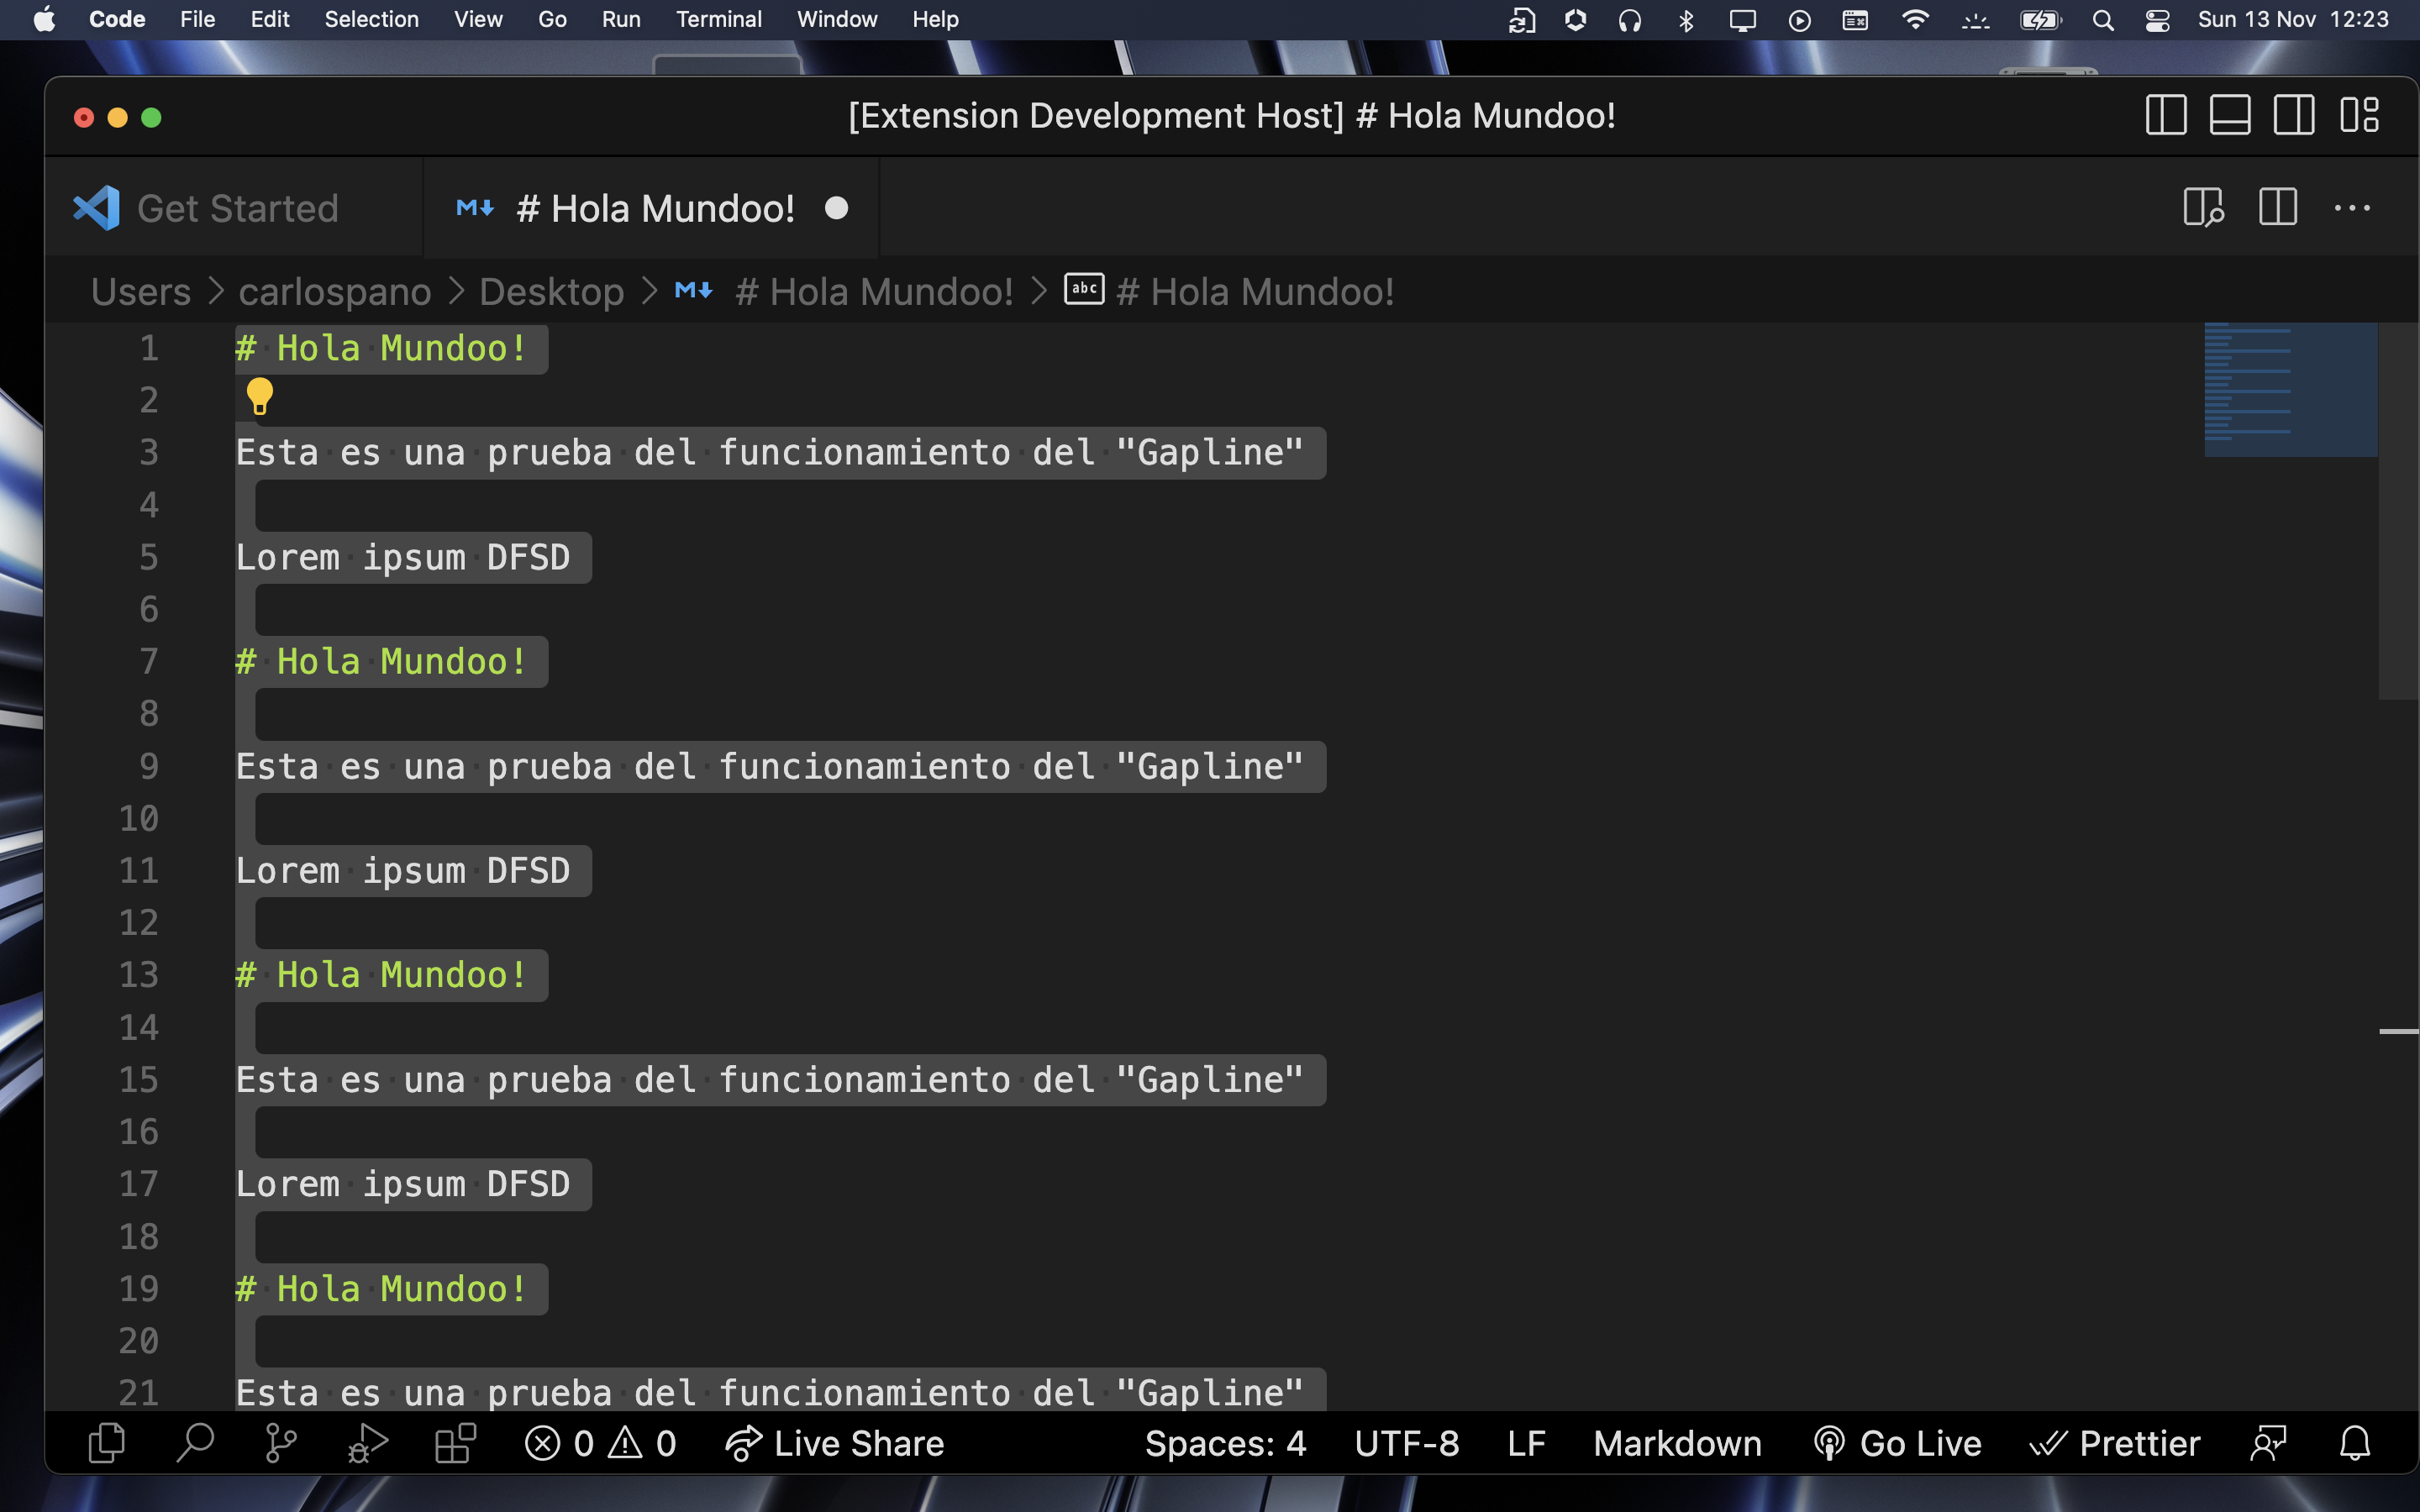 Code File Edit Selection View Go Run Terminal Window Help Sun 13 Nov 12:23
[Extension Development Host] # Hola Mundoo!
Get Started # Hola Mundoo!
Users > carlospano > Desktop > # Hola Mundoo! > abc # Hola Mundoo!
1 # Hola Mundoo!
2
3 Esta es una prueba del funcionamiento del "Gapline"
4
5 Lorem ipsum DFSD
6
7 # Hola Mundoo!
8
9 Esta es una prueba del funcionamiento del "Gapline"
10
11 Lorem ipsum DFSD
12
13 # Hola Mundoo!
14
15 Esta es una prueba del funcionamiento del "Gapline"
16
17 Lorem ipsum DFSD
18
19 # Hola Mundoo!
20
21 Esta es una prueba del funcionamiento del "Gapline"
0 0 Live Share Spaces: 4 UTF-8 LF Markdown Go Live Prettier